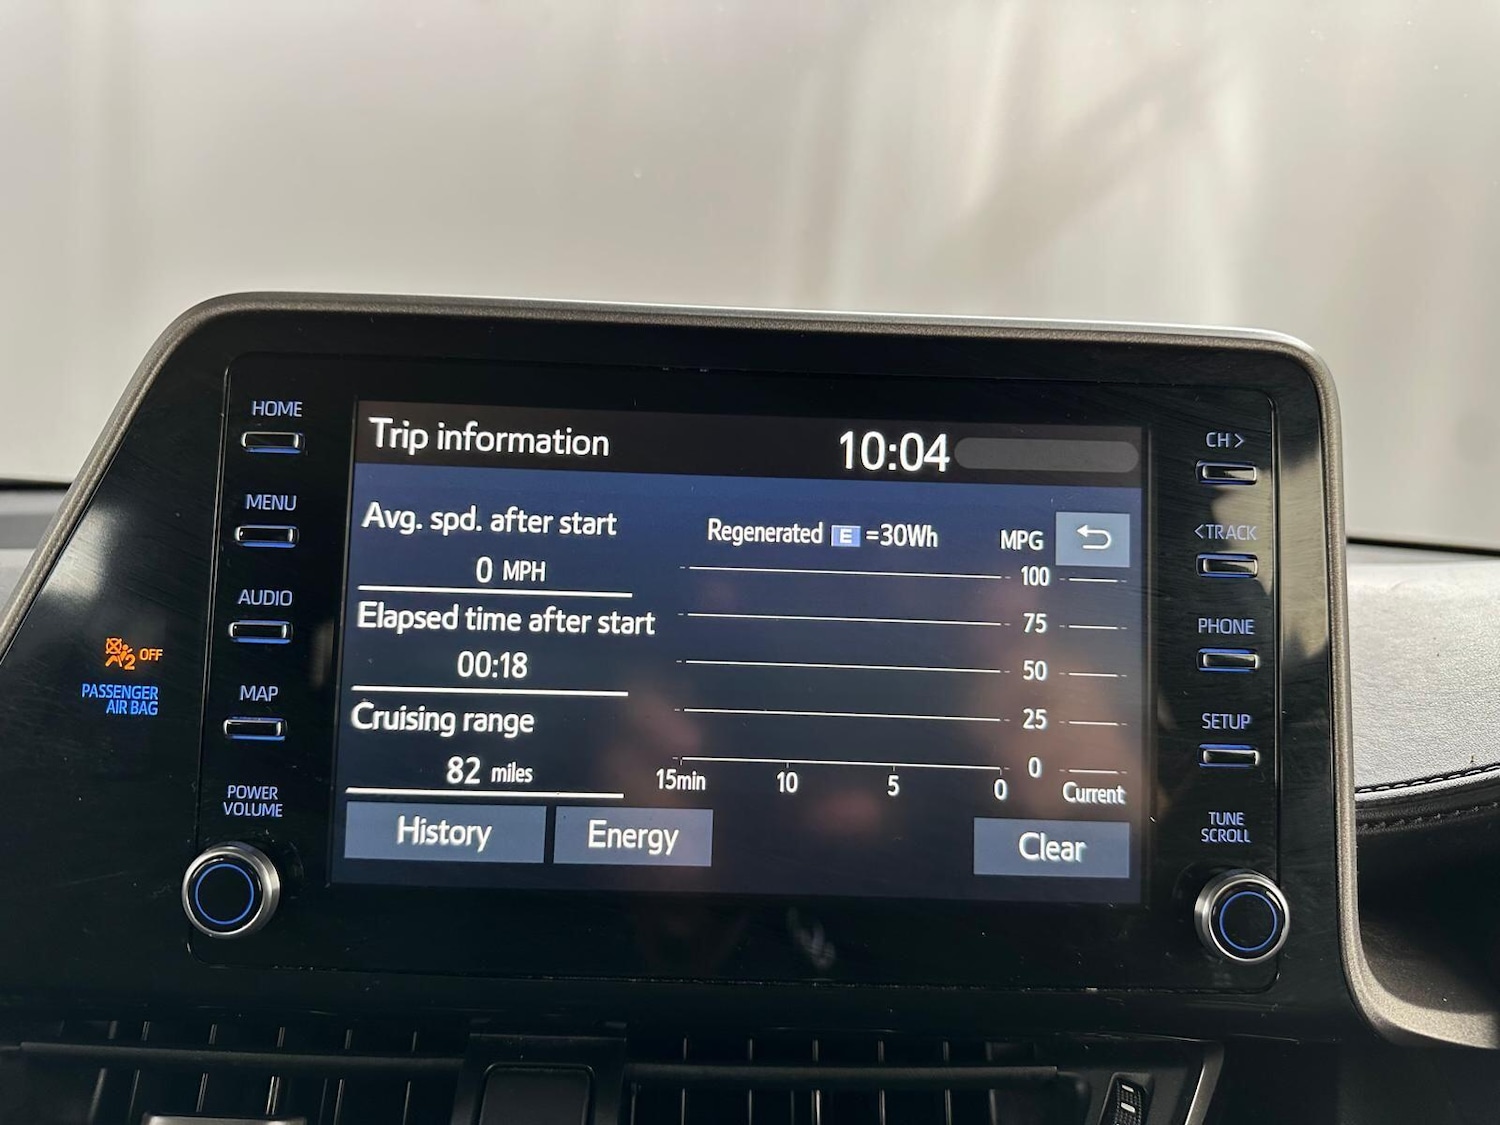 HOME
MENU
AUDIO
MAP
POWER
VOLUME
2 OFF
PASSENGER
AIR BAG
Trip information
10:04
Avg. spd. after start
0 MPH
Elapsed time after start
00:18
Cruising range
82 miles
Regenerated E =30Wh
MPG
100
75
50
25
0
15min 10 5 0 Current
History
Energy
Clear
CH >
< TRACK
PHONE
SETUP
TUNE
SCROLL